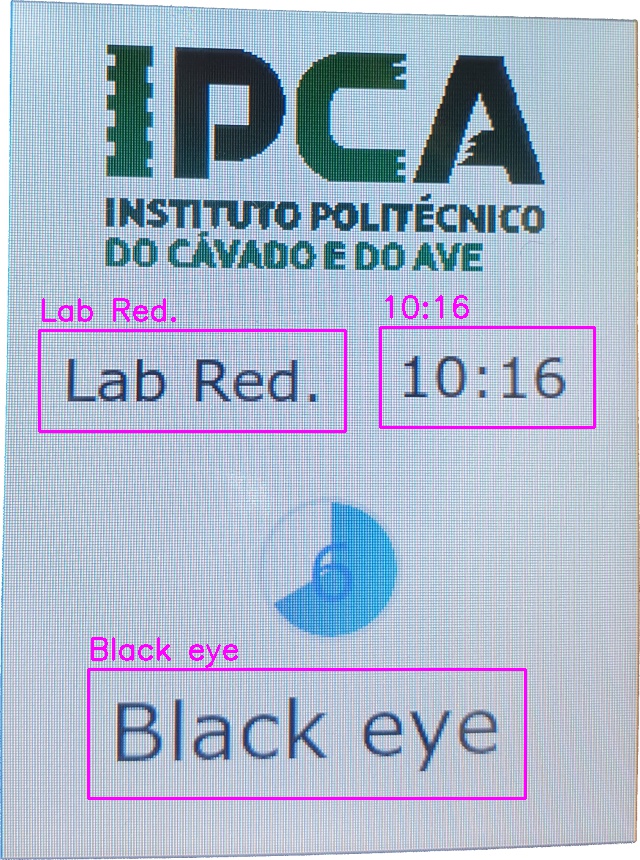 IPCA
INSTITUTO POLITÉCNICO
DO CÁVADO E DO AVE
Lab Red. 10:16
Lab Red. 10:16
6
Black eye
Black eye